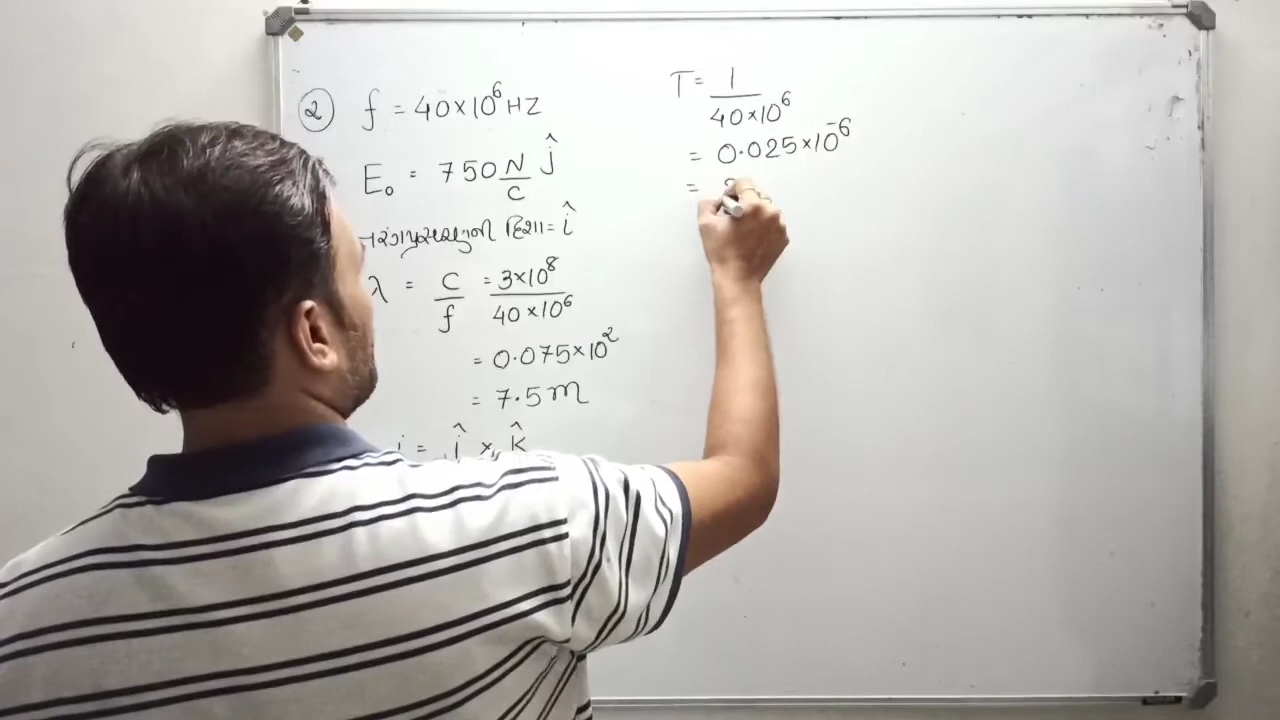 ② f = 40×10⁶ HZ
E₀ = 750 N/C ĵ
દિશા = î
λ = C/f = 3×10⁸/40×10⁶
= 0.075×10²
= 7.5 m
= ĵ × k̂
T = 1/40×10⁶
= 0.025×10⁻⁶
=